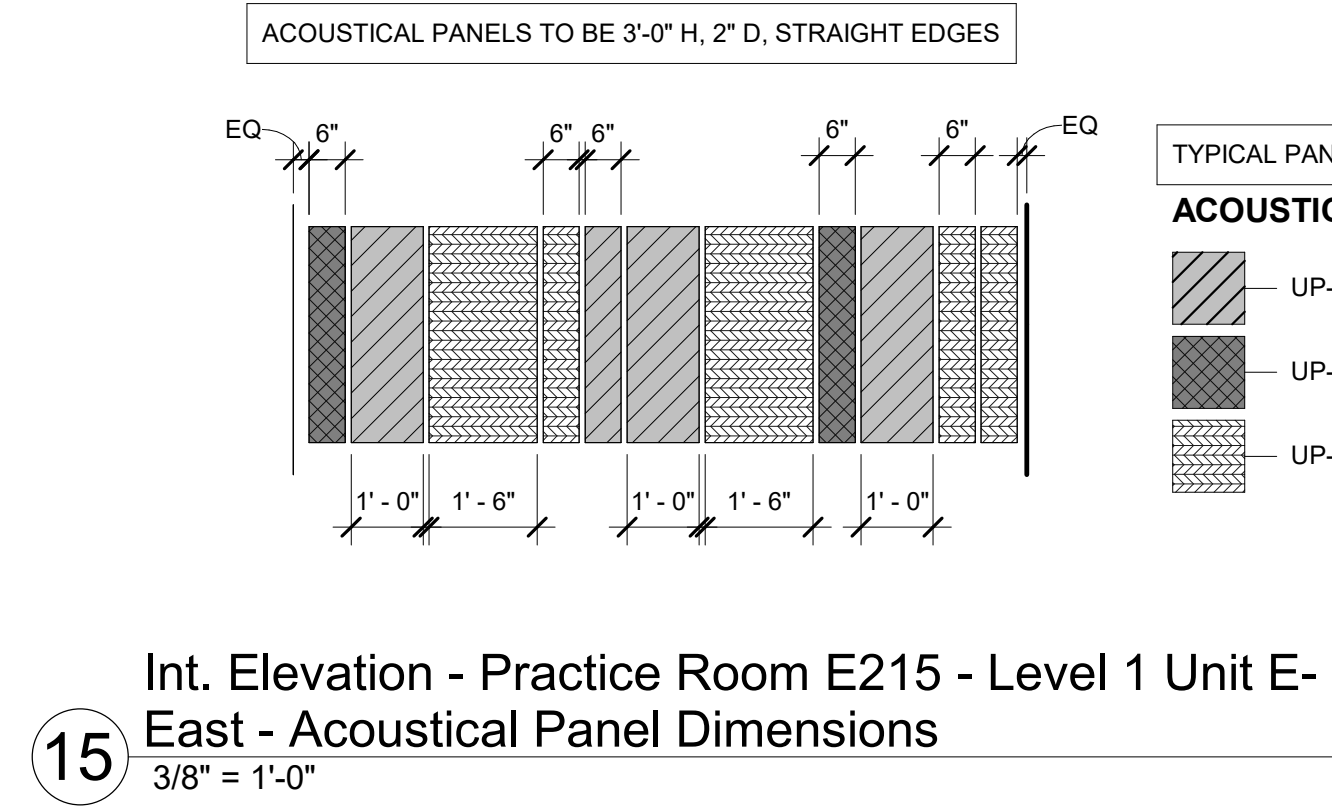 ACOUSTICAL PANELS TO BE 3'-0" H, 2" D, STRAIGHT EDGES
EQ 6" 6" 6" 6" 6" EQ
TYPICAL PAN
ACOUSTIC
UP-
UP-
UP-
1' - 0" 1' - 6" 1' - 0" 1' - 6" 1' - 0"
Int. Elevation - Practice Room E215 - Level 1 Unit E-
East - Acoustical Panel Dimensions
15
3/8" = 1'-0"